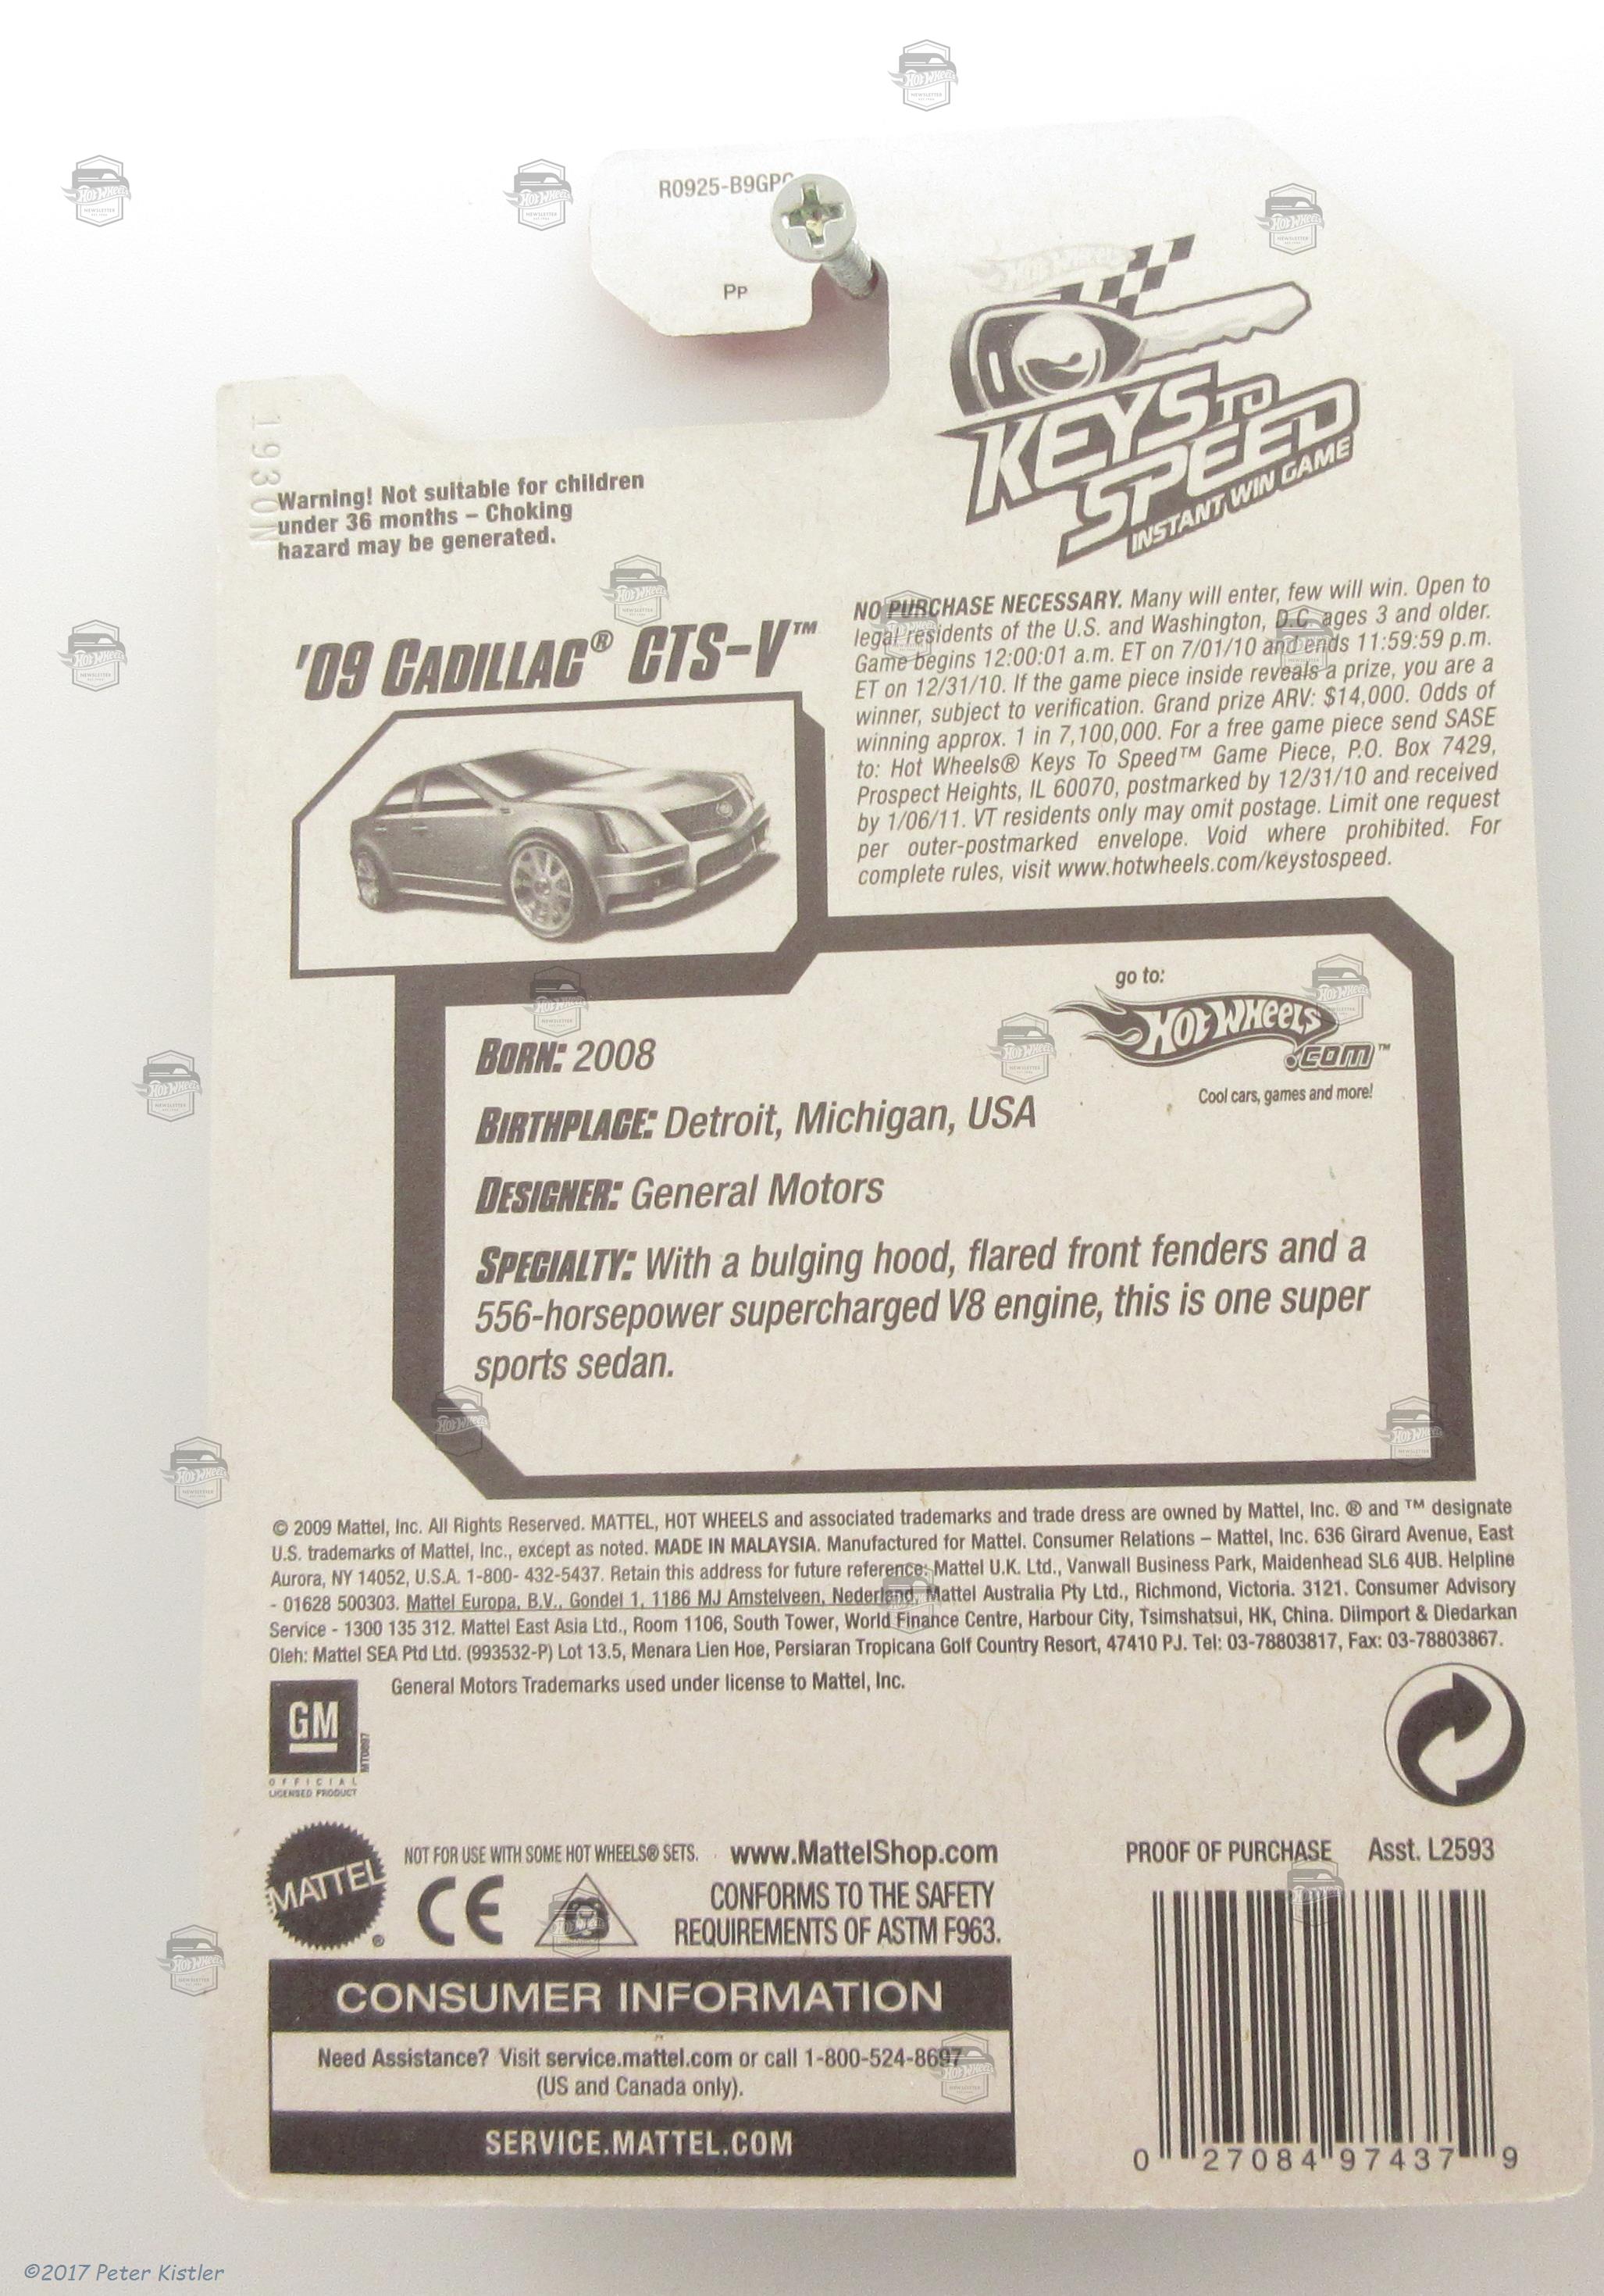 R0925-B9GP
PP
1930N
Warning! Not suitable for children
under 36 months – Choking
hazard may be generated.
KEYS TO
SPEED
INSTANT WIN GAME
NO PURCHASE NECESSARY. Many will enter, few will win. Open to
legal residents of the U.S. and Washington, D.C. ages 3 and older.
Game begins 12:00:01 a.m. ET on 7/01/10 and ends 11:59:59 p.m.
ET on 12/31/10. If the game piece inside reveals a prize, you are a
winner, subject to verification. Grand prize ARV: $14,000. Odds of
winning approx. 1 in 7,100,000. For a free game piece send SASE
to: Hot Wheels® Keys To Speed™ Game Piece, P.O. Box 7429,
Prospect Heights, IL 60070, postmarked by 12/31/10 and received
by 1/06/11. VT residents only may omit postage. Limit one request
per outer-postmarked envelope. Void where prohibited. For
complete rules, visit www.hotwheels.com/keystospeed.
'09 CADILLAC® CTS-V™
go to:
HOT WHEELS
.COM™
Cool cars, games and more!
BORN: 2008
BIRTHPLACE: Detroit, Michigan, USA
DESIGNER: General Motors
SPECIALTY: With a bulging hood, flared front fenders and a
556-horsepower supercharged V8 engine, this is one super
sports sedan.
© 2009 Mattel, Inc. All Rights Reserved. MATTEL, HOT WHEELS and associated trademarks and trade dress are owned by Mattel, Inc. ® and ™ designate
U.S. trademarks of Mattel, Inc., except as noted. MADE IN MALAYSIA. Manufactured for Mattel. Consumer Relations – Mattel, Inc. 636 Girard Avenue, East
Aurora, NY 14052, U.S.A. 1-800- 432-5437. Retain this address for future reference: Mattel U.K. Ltd., Vanwall Business Park, Maidenhead SL6 4UB. Helpline
- 01628 500303. Mattel Europa, B.V., Gondel 1, 1186 MJ Amstelveen, Nederland. Mattel Australia Pty Ltd., Richmond, Victoria. 3121. Consumer Advisory
Service - 1300 135 312. Mattel East Asia Ltd., Room 1106, South Tower, World Finance Centre, Harbour City, Tsimshatsui, HK, China. Diimport & Diedarkan
Oleh: Mattel SEA Ptd Ltd. (993532-P) Lot 13.5, Menara Lien Hoe, Persiaran Tropicana Golf Country Resort, 47410 PJ. Tel: 03-78803817, Fax: 03-78803867.
General Motors Trademarks used under license to Mattel, Inc.
GM
MT0897
OFFICIAL
LICENSED PRODUCT
MATTEL®
NOT FOR USE WITH SOME HOT WHEELS® SETS. www.MattelShop.com
CE
CONFORMS TO THE SAFETY
REQUIREMENTS OF ASTM F963.
PROOF OF PURCHASE Asst. L2593
CONSUMER INFORMATION
Need Assistance? Visit service.mattel.com or call 1-800-524-8697
(US and Canada only).
SERVICE.MATTEL.COM
0 27084 97437 9
©2017 Peter Kistler